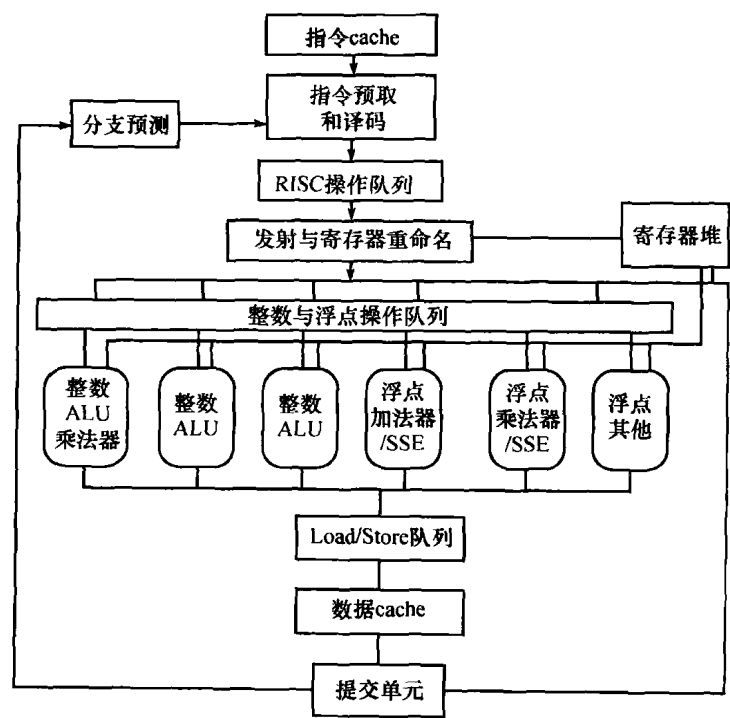 指令cache
指令预取
和译码
分支预测
RISC操作队列
发射与寄存器重命名
寄存器堆
整数与浮点操作队列
整数
ALU
乘法器
整数
ALU
整数
ALU
浮点
加法器
/SSE
浮点
乘法器
/SSE
浮点
其他
Load/Store队列
数据cache
提交单元